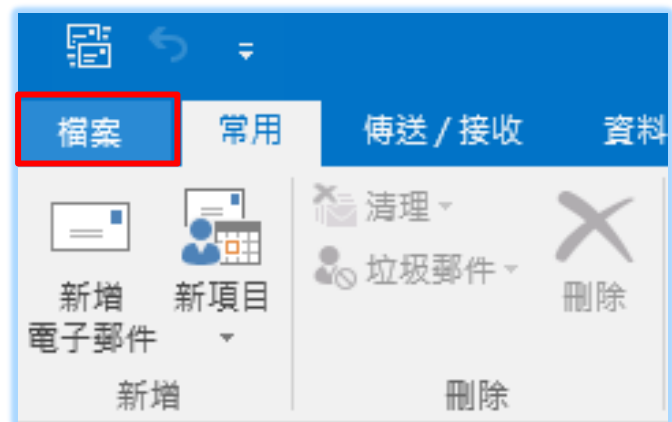 檔案 常用 傳送 / 接收 資料
清理
垃圾郵件
新增
電子郵件
新項目
刪除
新增
刪除